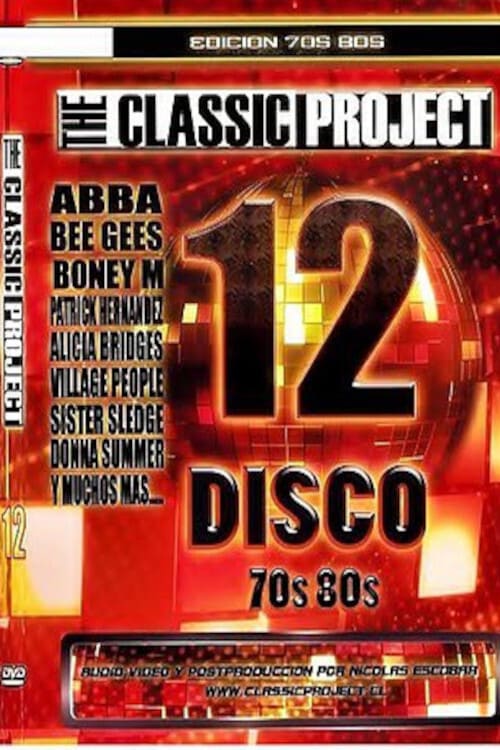 EDICION 70S 80S
THE CLASSIC PROJECT
ABBA
BEE GEES
BONEY M
PATRICK HERNANDEZ
ALICIA BRIDGES
VILLAGE PEOPLE
SISTER SLEDGE
DONNA SUMMER
Y MUCHOS MAS....
12
DISCO
70s 80s
AUDIO VIDEO Y POSTPRODUCCION POR NICOLAS ESCOBAR
WWW.CLASSICPROJECT.CL
THE CLASSIC PROJECT
12
DVD